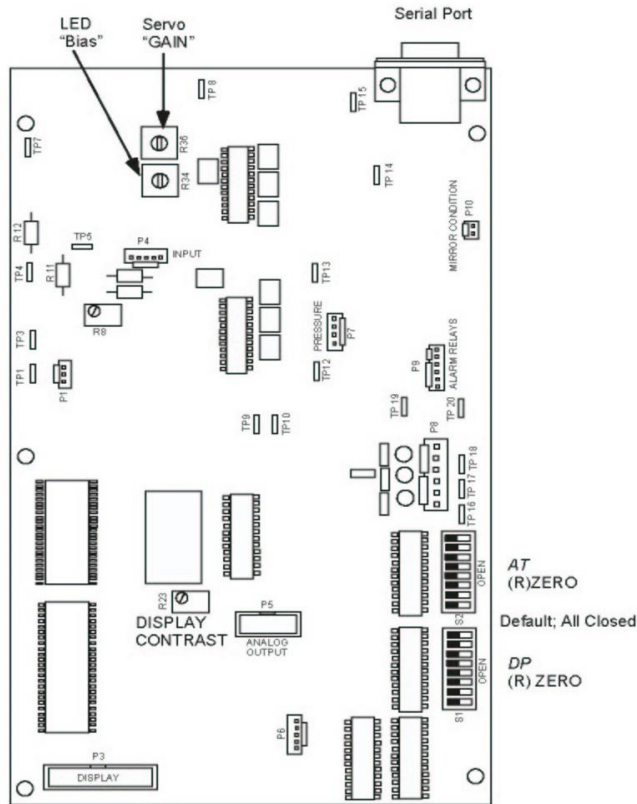 Serial Port
LED
"Bias"
Servo
"GAIN"
TP 8
TP 15
TP7
R36
R34
TP 14
P10
MIRROR CONDITION
R 12
TP5
P4
INPUT
TP4
R 11
TP13
R8
PRESSURE
P7
TP3
P9
ALARM RELAYS
TP1
P1
TP12
TP 19
TP 20
TP9
TP10
P8
TP 18
TP 17
TP 16
OPEN
AT
(R)ZERO
S2
R23
DISPLAY
CONTRAST
P5
ANALOG
OUTPUT
Default; All Closed
OPEN
DP
(R) ZERO
S1
P6
P3
DISPLAY